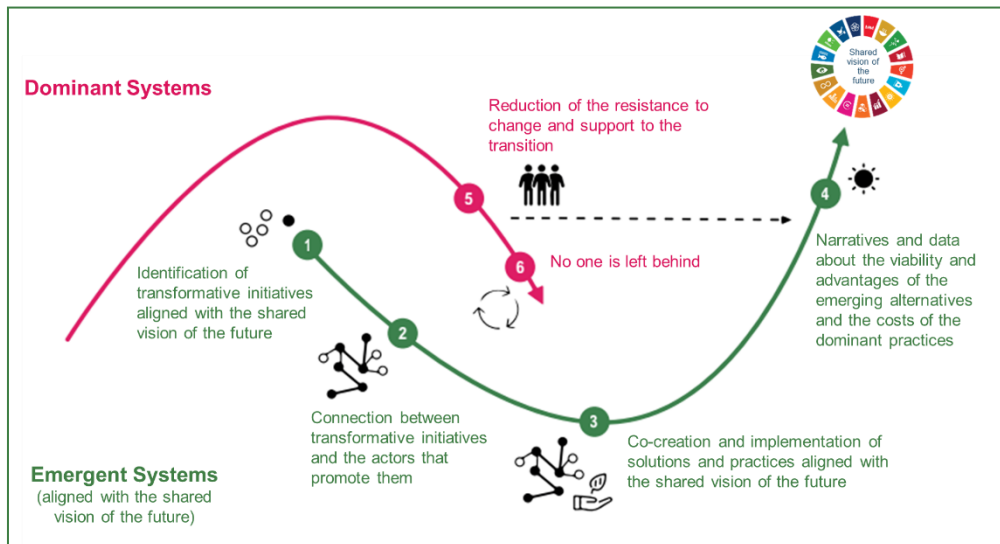 Shared
vision of
the
future
Dominant Systems
Reduction of the resistance to
change and support to the
transition
5
4
1
6
No one is left behind
Identification of
transformative initiatives
aligned with the shared
vision of the future
Narratives and data
about the viability and
advantages of the
emerging alternatives
and the costs of the
dominant practices
2
3
Connection between
transformative initiatives
and the actors that
promote them
Co-creation and implementation of
solutions and practices aligned with
the shared vision of the future
Emergent Systems
(aligned with the shared
vision of the future)